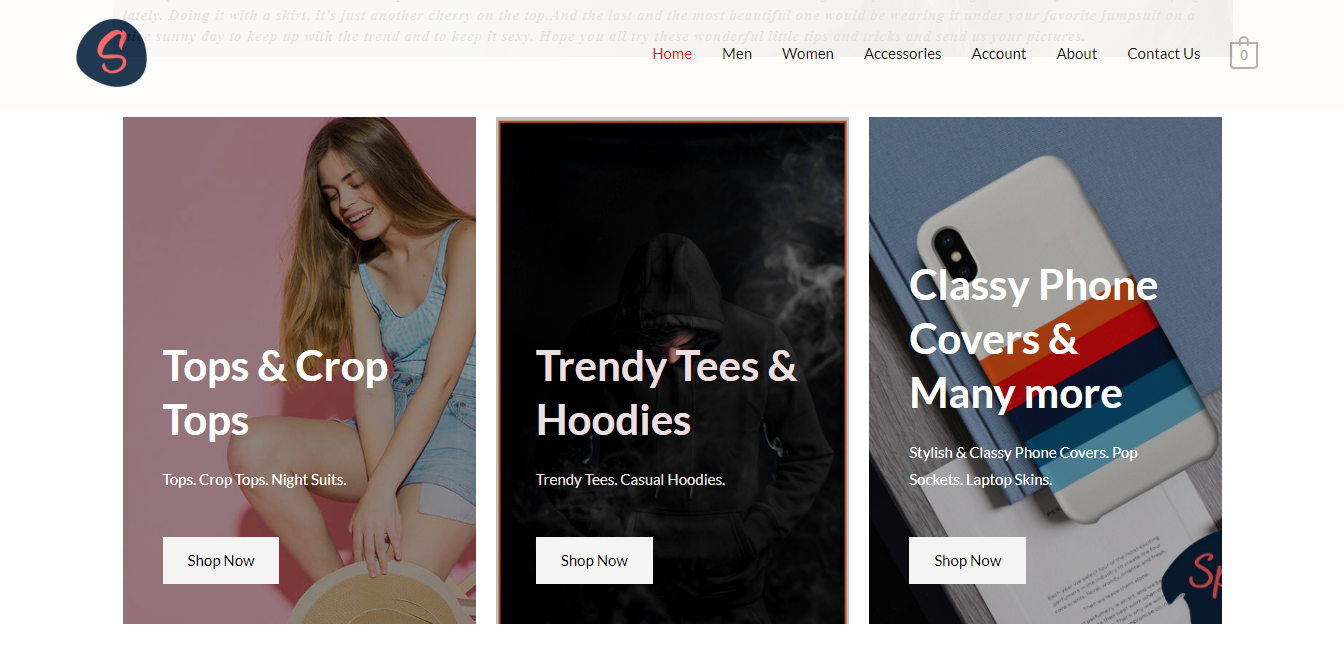 lately. Doing it with a skirt, it's just another cherry on the top.And the last and the most beautiful one would be wearing it under your favorite jumpsuit on a
nice sunny day to keep up with the trend and to keep it sexy. Hope you all try these wonderful little tips and tricks and send us your pictures.
S
Home Men Women Accessories Account About Contact Us 0
Tops & Crop
Tops
Tops. Crop Tops. Night Suits.
Shop Now
Trendy Tees &
Hoodies
Trendy Tees. Casual Hoodies.
Shop Now
Classy Phone
Covers &
Many more
Stylish & Classy Phone Covers. Pop
Sockets. Laptop Skins.
Shop Now
Sp